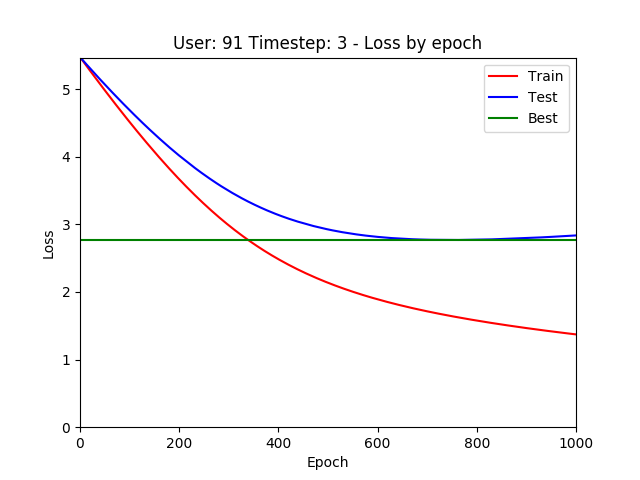 User: 91 Timestep: 3 - Loss by epoch
Train
Test
Best
Loss
5
4
3
2
1
0
0 200 400 600 800 1000
Epoch